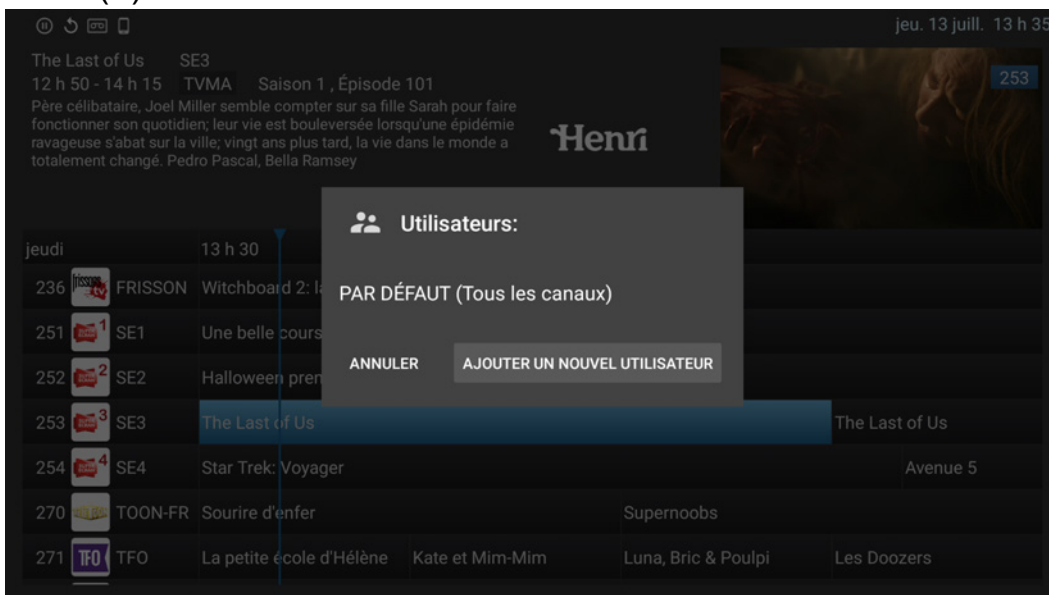 jeu. 13 juill. 13 h 35
The Last of Us SE3
12 h 50 - 14 h 15 TVMA Saison 1 , Épisode 101
253
Père célibataire, Joel Miller semble compter sur sa fille Sarah pour faire
fonctionner son quotidien; leur vie est bouleversée lorsqu'une épidémie
ravageuse s'abat sur la ville; vingt ans plus tard, la vie dans le monde a
totalement changé. Pedro Pascal, Bella Ramsey
Henri
Utilisateurs:
PAR DÉFAUT (Tous les canaux)
ANNULER AJOUTER UN NOUVEL UTILISATEUR
jeudi 13 h 30
236 frissons tv FRISSON Witchboard 2: l
251 1 SE1 Une belle cours
252 2 SE2 Halloween pren
253 3 SE3 The Last of Us The Last of Us
254 4 SE4 Star Trek: Voyager Avenue 5
270 TOON-FR Sourire d'enfer Supernoobs
271 TFO TFO La petite école d'Hélène Kate et Mim-Mim Luna, Bric & Poulpi Les Doozers